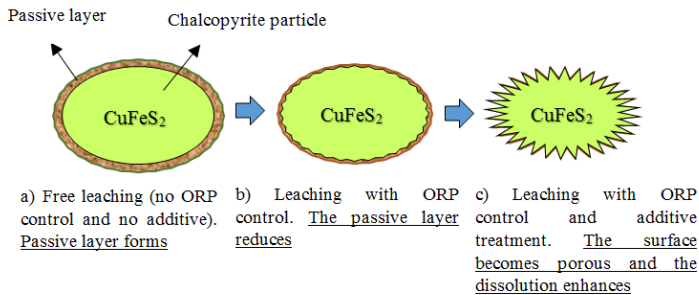 Passive layer
Chalcopyrite particle
CuFeS2
CuFeS2
CuFeS2
a) Free leaching (no ORP
control and no additive).
Passive layer forms
b) Leaching with ORP
control. The passive layer
reduces
c) Leaching with ORP
control and additive
treatment. The surface
becomes porous and the
dissolution enhances